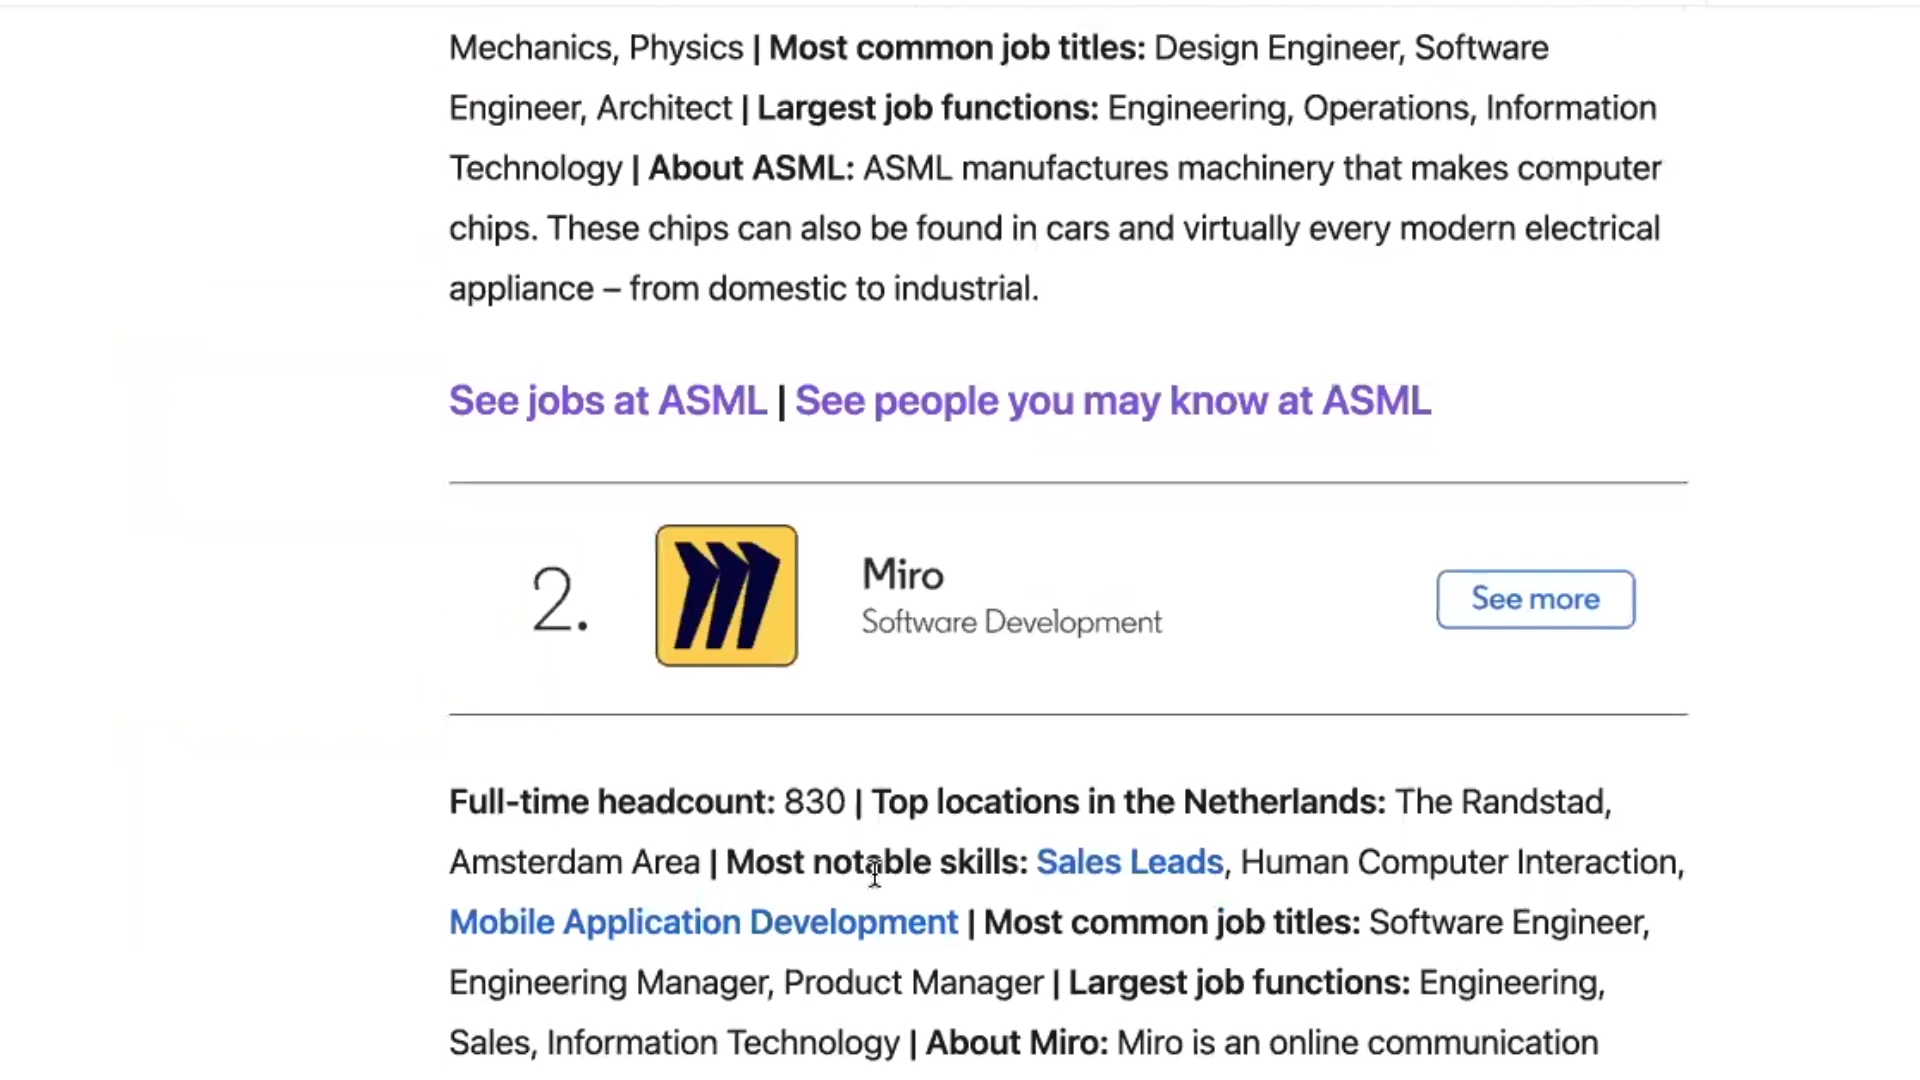 Mechanics, Physics | Most common job titles: Design Engineer, Software
Engineer, Architect | Largest job functions: Engineering, Operations, Information
Technology | About ASML: ASML manufactures machinery that makes computer
chips. These chips can also be found in cars and virtually every modern electrical
appliance – from domestic to industrial.
See jobs at ASML | See people you may know at ASML
2.
Miro
Software Development
See more
Full-time headcount: 830 | Top locations in the Netherlands: The Randstad,
Amsterdam Area | Most notable skills: Sales Leads, Human Computer Interaction,
Mobile Application Development | Most common job titles: Software Engineer,
Engineering Manager, Product Manager | Largest job functions: Engineering,
Sales, Information Technology | About Miro: Miro is an online communication